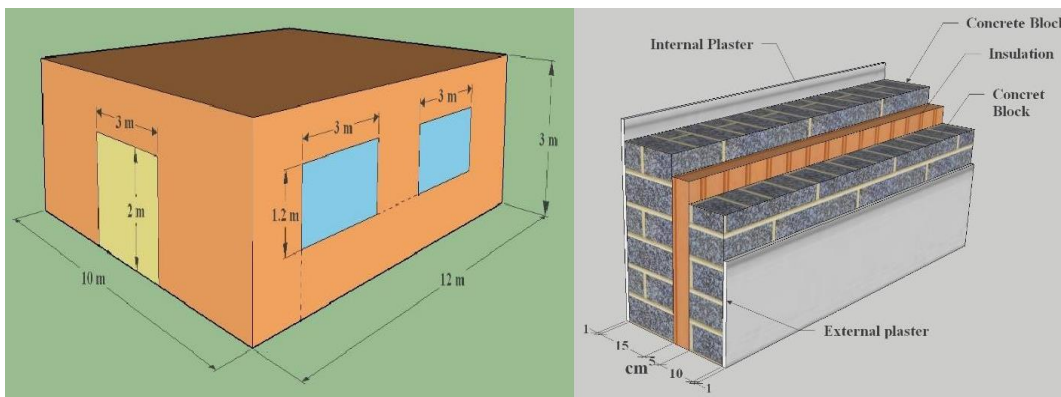 3 m
3 m
3 m
3 m
1.2 m
2 m
10 m
12 m
Internal Plaster
Concrete Block
Insulation
Concret
Block
External plaster
1
15
5
10
1
cm